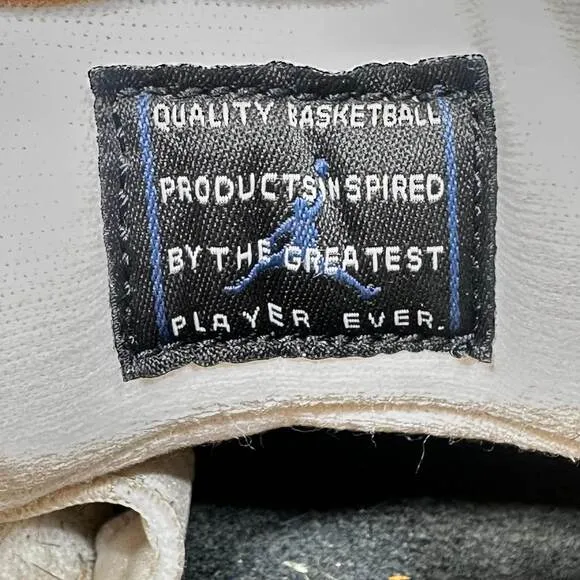 QUALITY BASKETBALL
PRODUCTS INSPIRED
BY THE GREATEST
PLAYER EVER.